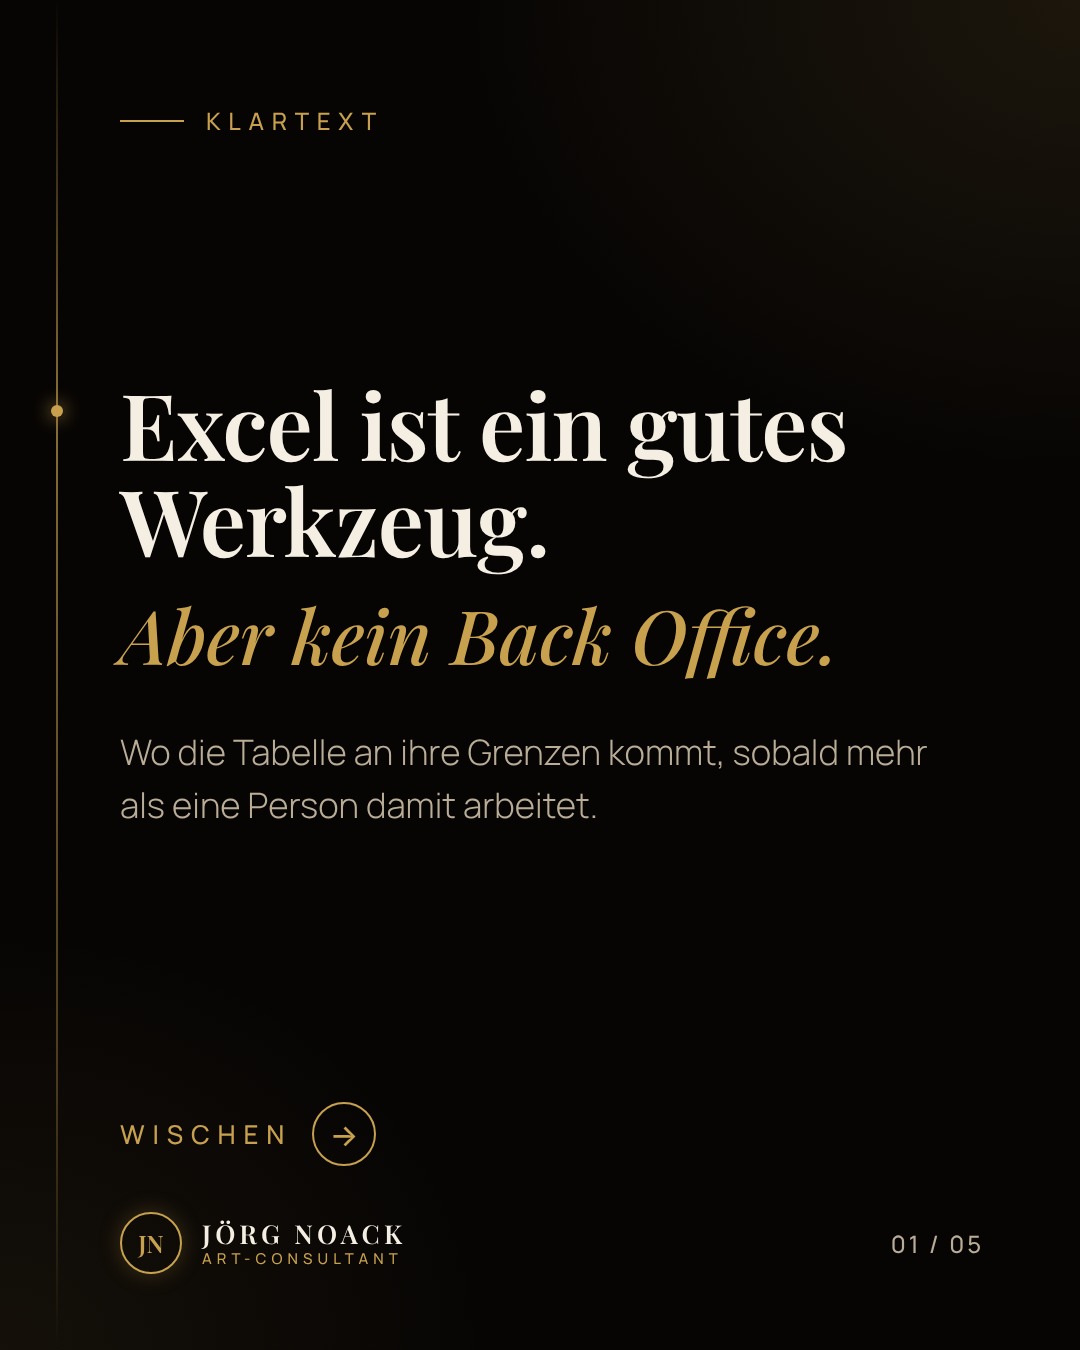 KLARTEXT
Excel ist ein gutes
Werkzeug.
Aber kein Back Office.
Wo die Tabelle an ihre Grenzen kommt, sobald mehr
als eine Person damit arbeitet.
WISCHEN →
JN
JÖRG NOACK
ART-CONSULTANT
01 / 05